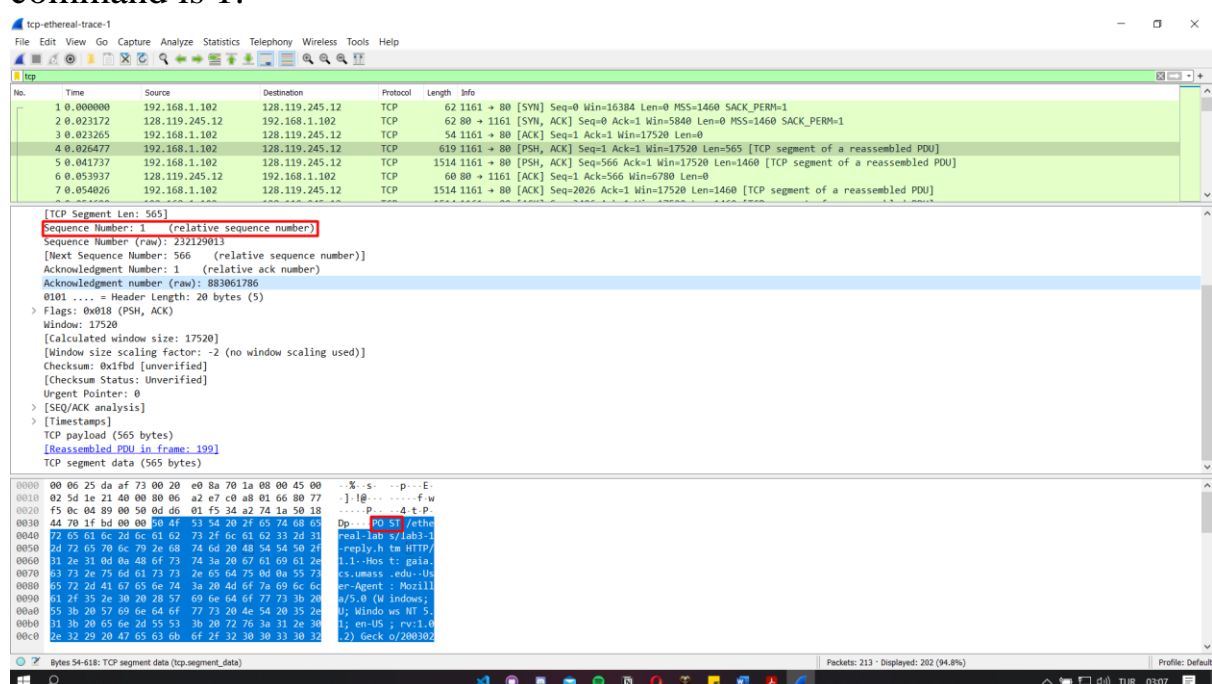 tcp-ethereal-trace-1
File Edit View Go Capture Analyze Statistics Telephony Wireless Tools Help
tcp
No. Time Source Destination Protocol Length Info
1 0.000000 192.168.1.102 128.119.245.12 TCP 62 1161 → 80 [SYN] Seq=0 Win=16384 Len=0 MSS=1460 SACK_PERM=1
2 0.023172 128.119.245.12 192.168.1.102 TCP 62 80 → 1161 [SYN, ACK] Seq=0 Ack=1 Win=5840 Len=0 MSS=1460 SACK_PERM=1
3 0.023265 192.168.1.102 128.119.245.12 TCP 54 1161 → 80 [ACK] Seq=1 Ack=1 Win=17520 Len=0
4 0.026477 192.168.1.102 128.119.245.12 TCP 619 1161 → 80 [PSH, ACK] Seq=1 Ack=1 Win=17520 Len=565 [TCP segment of a reassembled PDU]
5 0.041737 192.168.1.102 128.119.245.12 TCP 1514 1161 → 80 [PSH, ACK] Seq=566 Ack=1 Win=17520 Len=1460 [TCP segment of a reassembled PDU]
6 0.053937 128.119.245.12 192.168.1.102 TCP 60 80 → 1161 [ACK] Seq=1 Ack=566 Win=6780 Len=0
7 0.054026 192.168.1.102 128.119.245.12 TCP 1514 1161 → 80 [ACK] Seq=2026 Ack=1 Win=17520 Len=1460 [TCP segment of a reassembled PDU]
[TCP Segment Len: 565]
Sequence Number: 1 (relative sequence number)
Sequence Number (raw): 232129013
[Next Sequence Number: 566 (relative sequence number)]
Acknowledgment Number: 1 (relative ack number)
Acknowledgment number (raw): 883061786
0101 .... = Header Length: 20 bytes (5)
> Flags: 0x018 (PSH, ACK)
Window: 17520
[Calculated window size: 17520]
[Window size scaling factor: -2 (no window scaling used)]
Checksum: 0x1fbd [unverified]
[Checksum Status: Unverified]
Urgent Pointer: 0
> [SEQ/ACK analysis]
> [Timestamps]
TCP payload (565 bytes)
[Reassembled PDU in frame: 199]
TCP segment data (565 bytes)
0000 00 06 25 da af 73 00 20 e0 8a 70 1a 08 00 45 00 ··%··s· ··p···E·
0010 02 5d 1e 21 40 00 80 06 a2 e7 c0 a8 01 66 80 77 ·]·!@··· ·····f·w
0020 f5 0c 04 89 00 50 0d d6 01 f5 34 a2 74 1a 50 18 ·····P·· ··4·t·P·
0030 44 70 1f bd 00 00 50 4f 53 54 20 2f 65 74 68 65 Dp····PO ST /ethe
0040 72 65 61 6c 2d 6c 61 62 73 2f 6c 61 62 33 2d 31 real-lab s/lab3-1
0050 2d 72 65 70 6c 79 2e 68 74 6d 20 48 54 54 50 2f -reply.h tm HTTP/
0060 31 2e 31 0d 0a 48 6f 73 74 3a 20 67 61 69 61 2e 1.1··Hos t: gaia.
0070 63 73 2e 75 6d 61 73 73 2e 65 64 75 0d 0a 55 73 cs.umass .edu··Us
0080 65 72 2d 41 67 65 6e 74 3a 20 4d 6f 7a 69 6c 6c er-Agent : Mozill
0090 61 2f 35 2e 30 20 28 57 69 6e 64 6f 77 73 3b 20 a/5.0 (W indows;
00a0 55 3b 20 57 69 6e 64 6f 77 73 20 4e 54 20 35 2e U; Windo ws NT 5.
00b0 31 3b 20 65 6e 2d 55 53 3b 20 72 76 3a 31 2e 30 1; en-US ; rv:1.0
00c0 2e 32 29 20 47 65 63 6b 6f 2f 32 30 30 33 30 32 .2) Geck o/200302
Bytes 54-618: TCP segment data (tcp.segment_data) Packets: 213 · Displayed: 202 (94.8%) Profile: Default
TUR 03:07